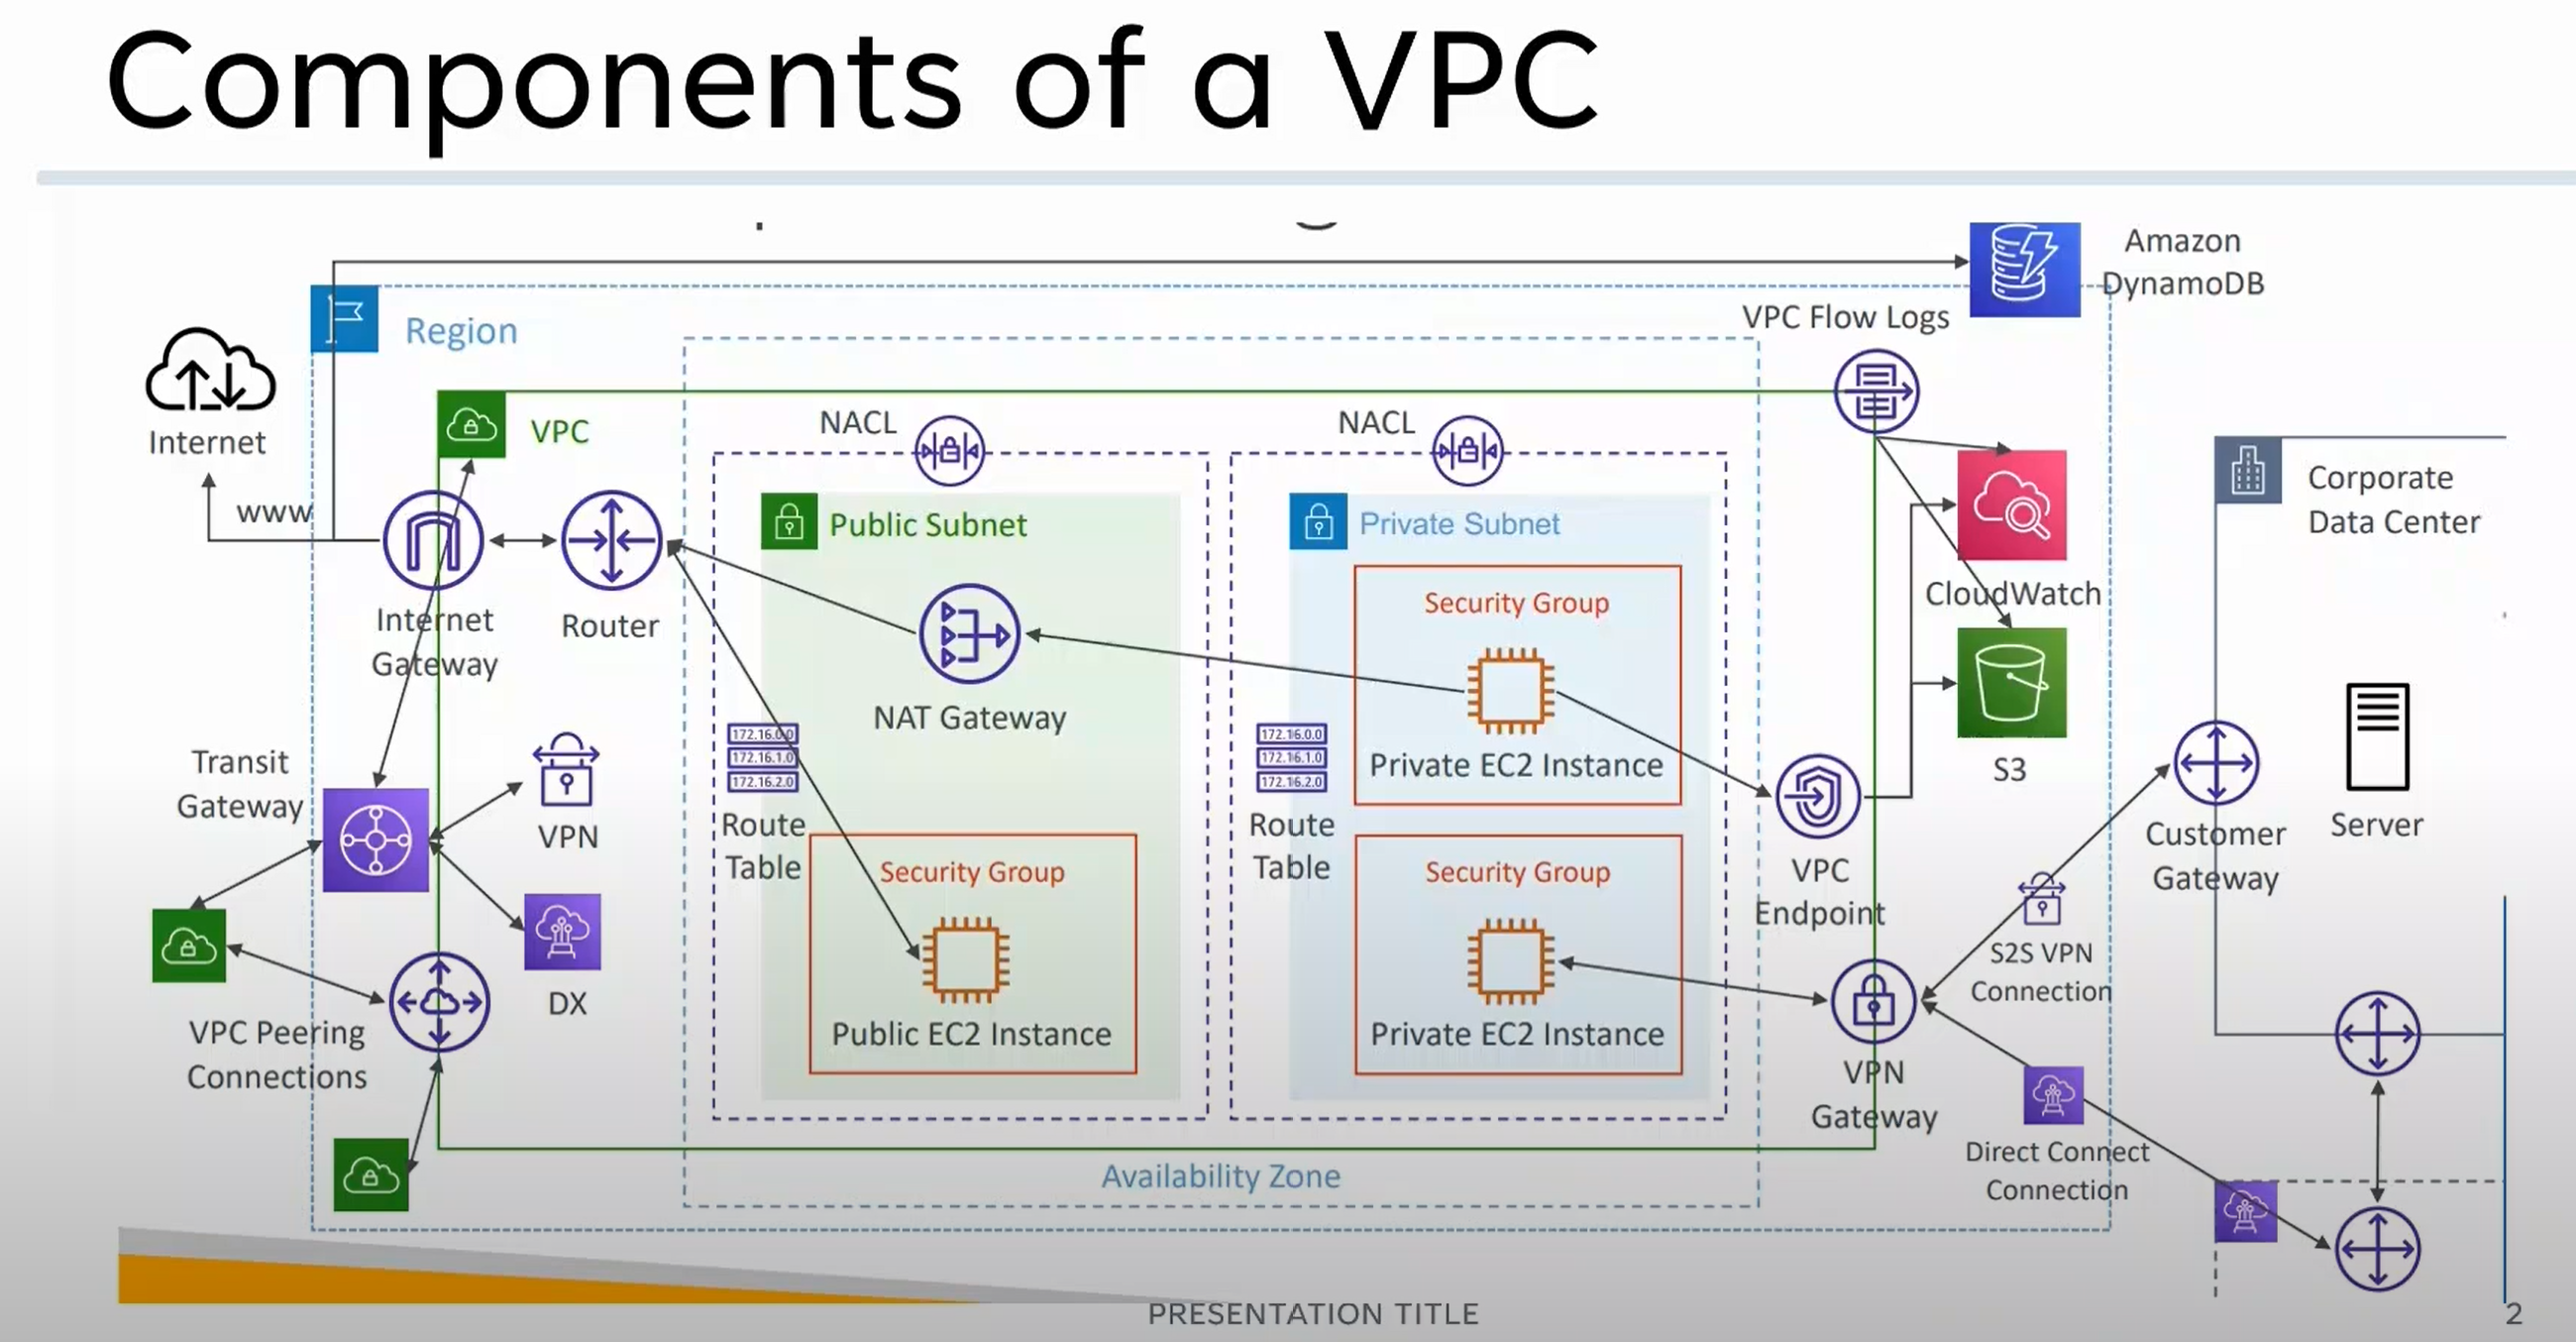 Components of a VPC
Amazon
DynamoDB
VPC Flow Logs
Region
Internet
www
VPC
NACL
NACL
Corporate
Data Center
Public Subnet
Private Subnet
Internet
Gateway
Router
Security Group
CloudWatch
NAT Gateway
172.16.0.0
172.16.1.0
172.16.2.0
Route
Table
172.16.0.0
172.16.1.0
172.16.2.0
Route
Table
Private EC2 Instance
S3
Transit
Gateway
VPN
VPC
Endpoint
Customer
Gateway
Server
Security Group
Security Group
S2S VPN
Connection
DX
VPC Peering
Connections
Public EC2 Instance
Private EC2 Instance
VPN
Gateway
Direct Connect
Connection
Availability Zone
PRESENTATION TITLE
2